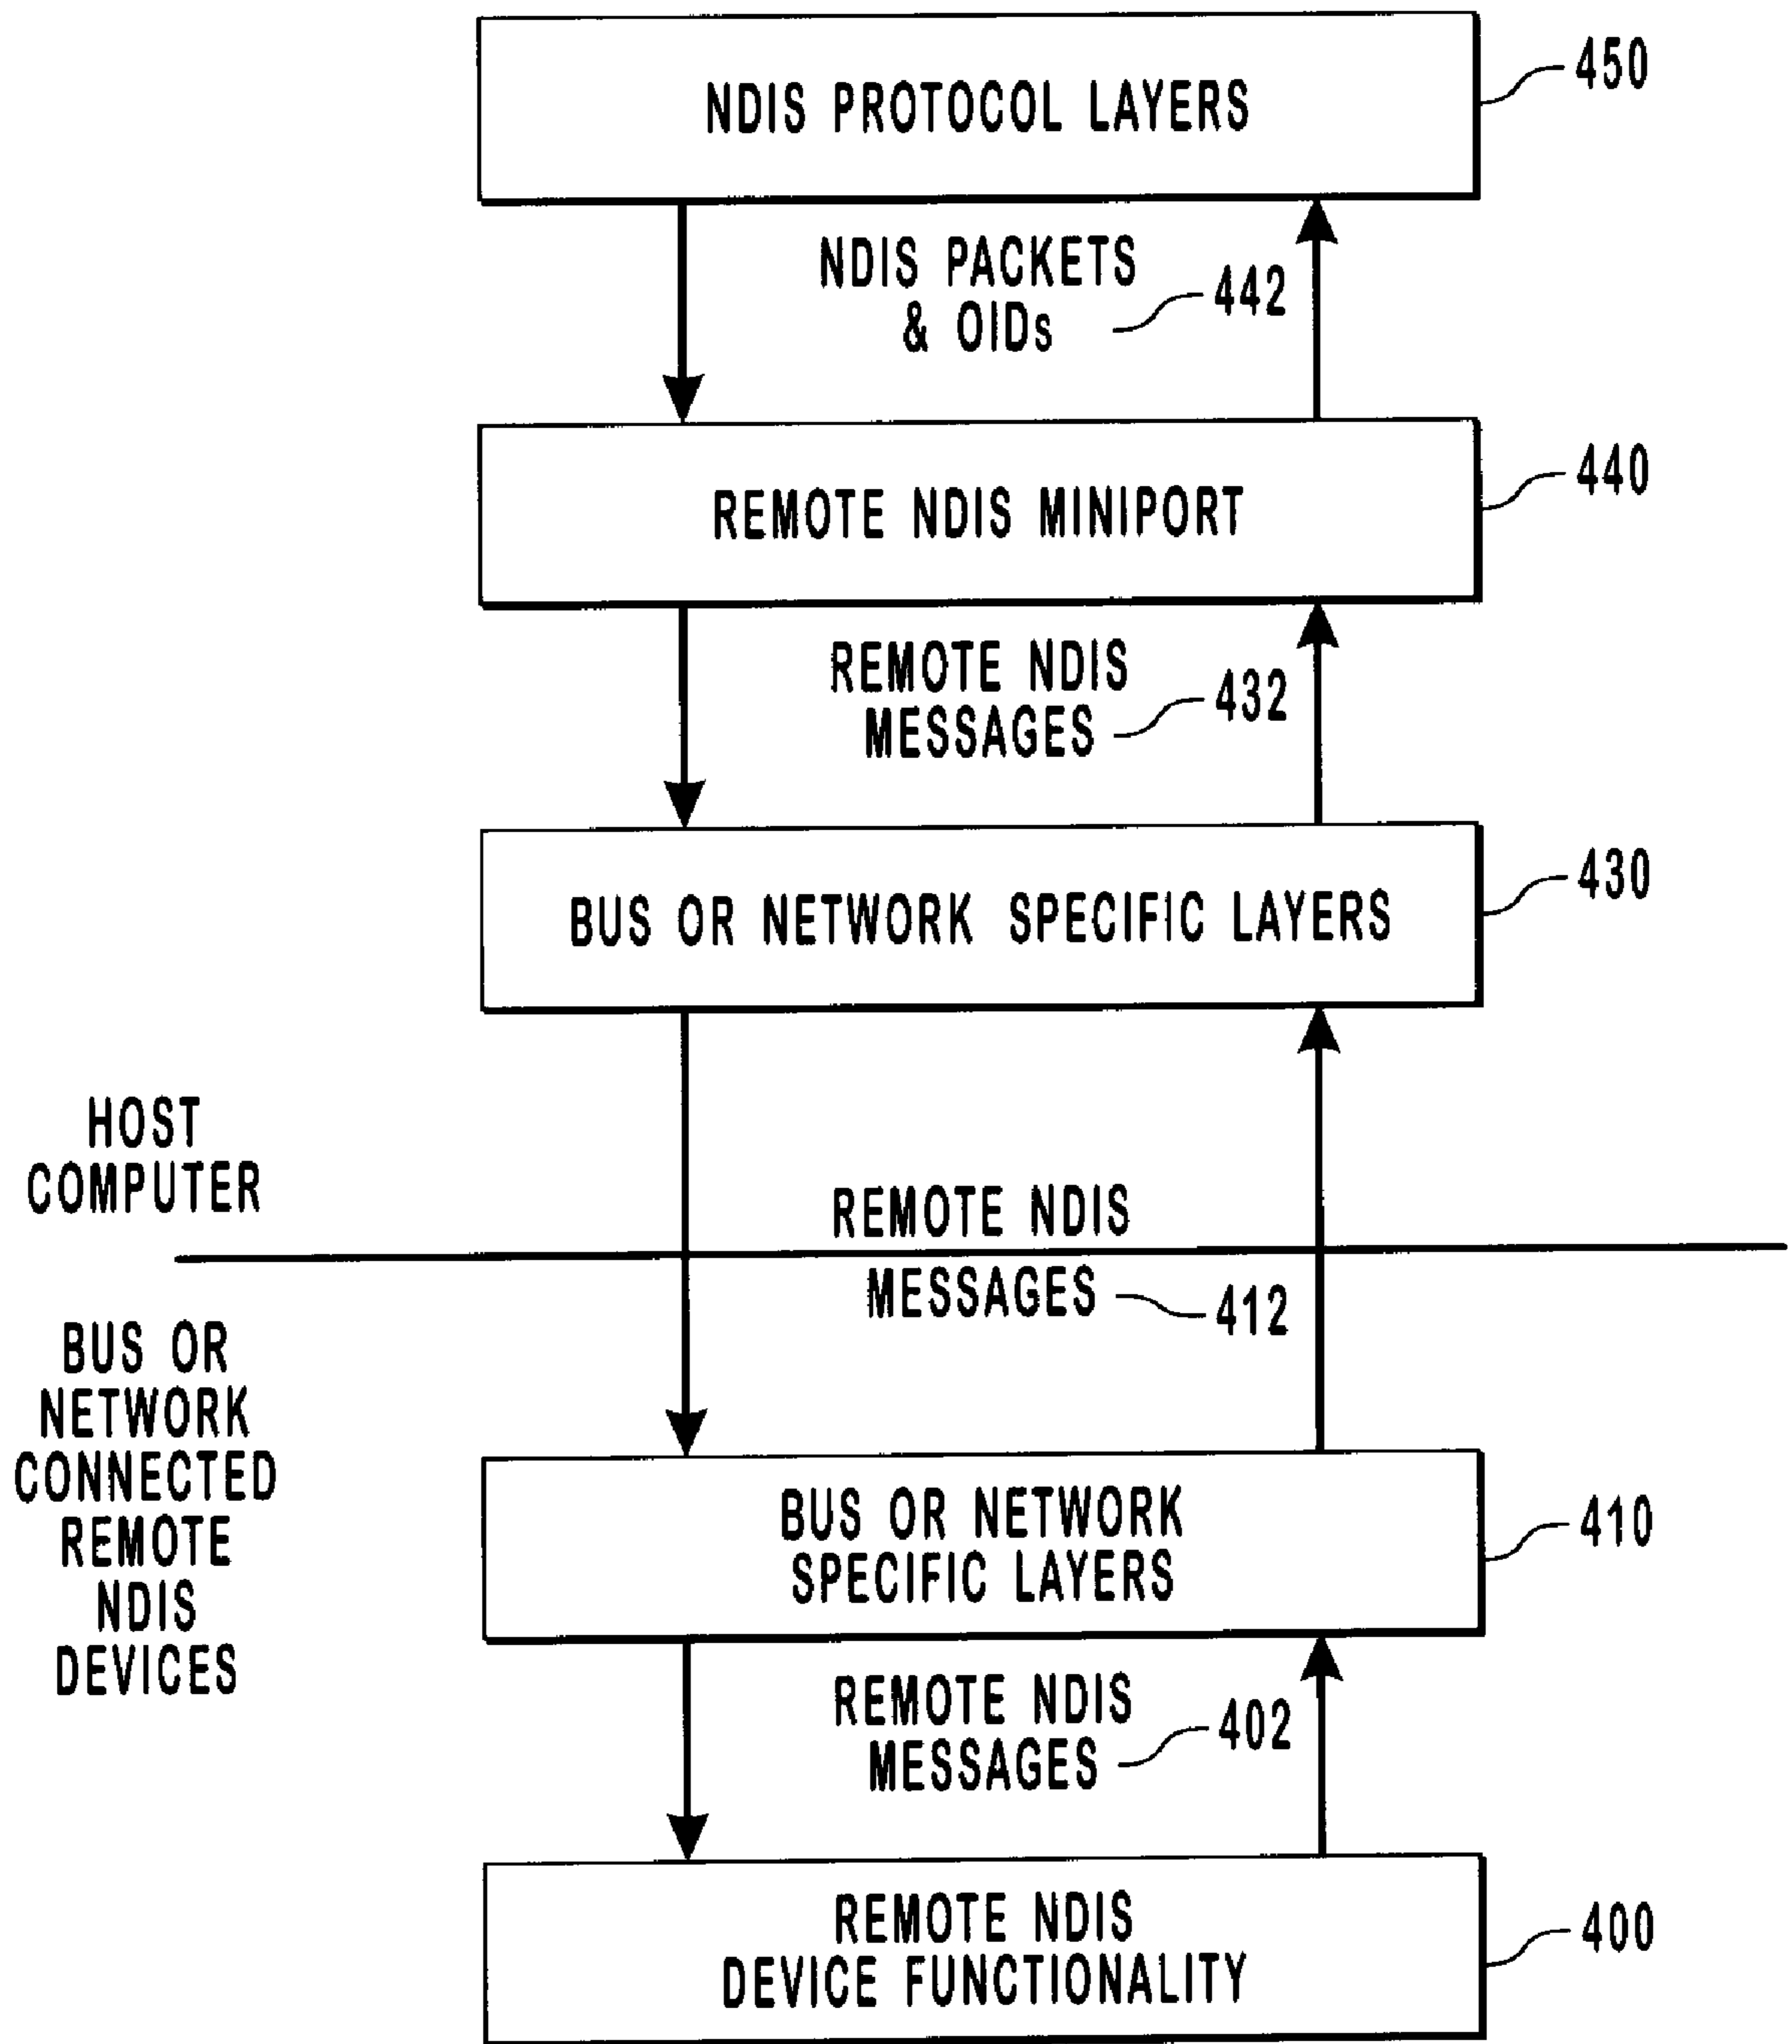 NDIS PROTOCOL LAYERS
450
NDIS PACKETS
& OIDs
442
REMOTE NDIS MINIPORT
440
REMOTE NDIS
MESSAGES
432
BUS OR NETWORK SPECIFIC LAYERS
430
HOST
COMPUTER
REMOTE NDIS
MESSAGES
412
BUS OR
NETWORK
CONNECTED
REMOTE
NDIS
DEVICES
BUS OR NETWORK
SPECIFIC LAYERS
410
REMOTE NDIS
MESSAGES
402
REMOTE NDIS
DEVICE FUNCTIONALITY
400